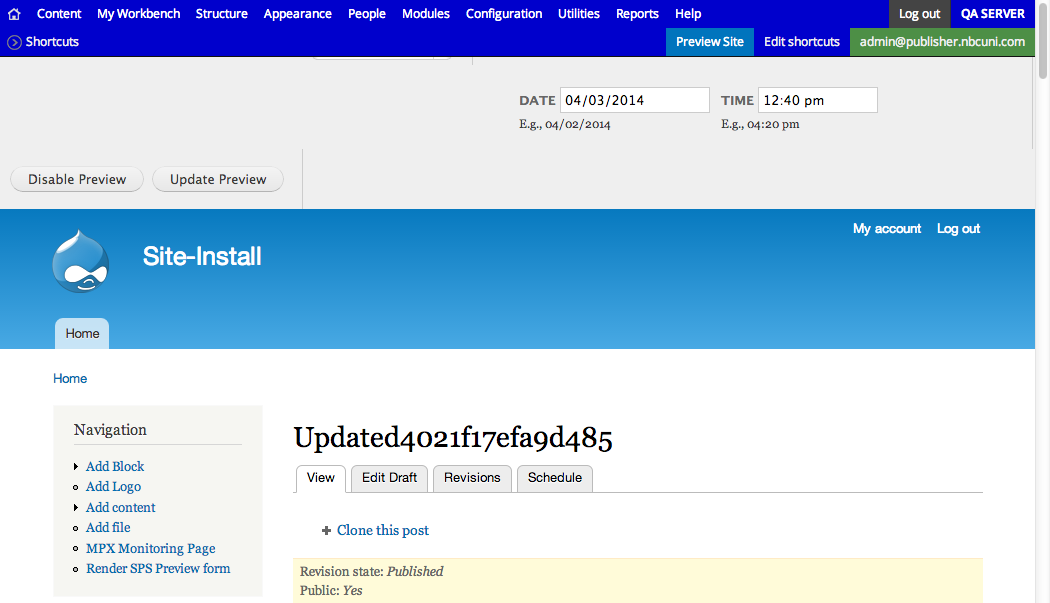 Content My Workbench Structure Appearance People Modules Configuration Utilities Reports Help Log out QA SERVER
Shortcuts Preview Site Edit shortcuts admin@publisher.nbcuni.com
DATE 04/03/2014 TIME 12:40 pm
E.g., 04/02/2014 E.g., 04:20 pm
Disable Preview Update Preview
My account Log out
Site-Install
Home
Home
Navigation
Add Block
Add Logo
Add content
Add file
MPX Monitoring Page
Render SPS Preview form
Updated4021f17efa9d485
View Edit Draft Revisions Schedule
Clone this post
Revision state: Published
Public: Yes